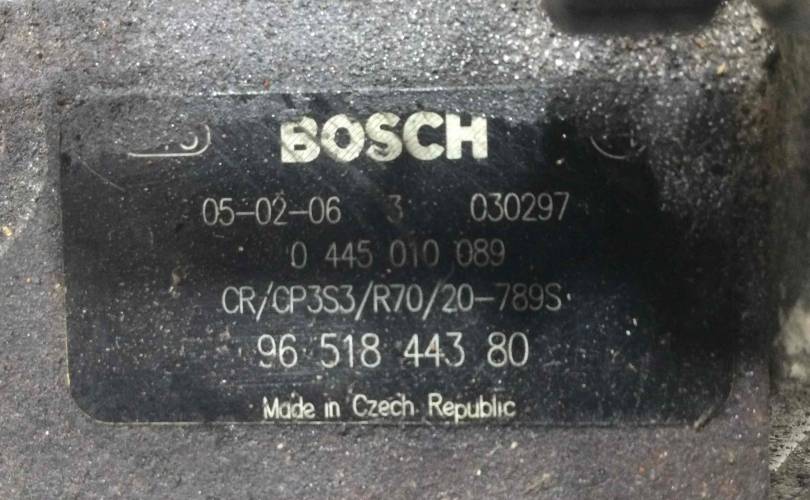 BOSCH
05-02-06 3 030297
0 445 010 089
CR/CP3S3/R70/20-789S
96 518 443 80
Made in Czech Republic